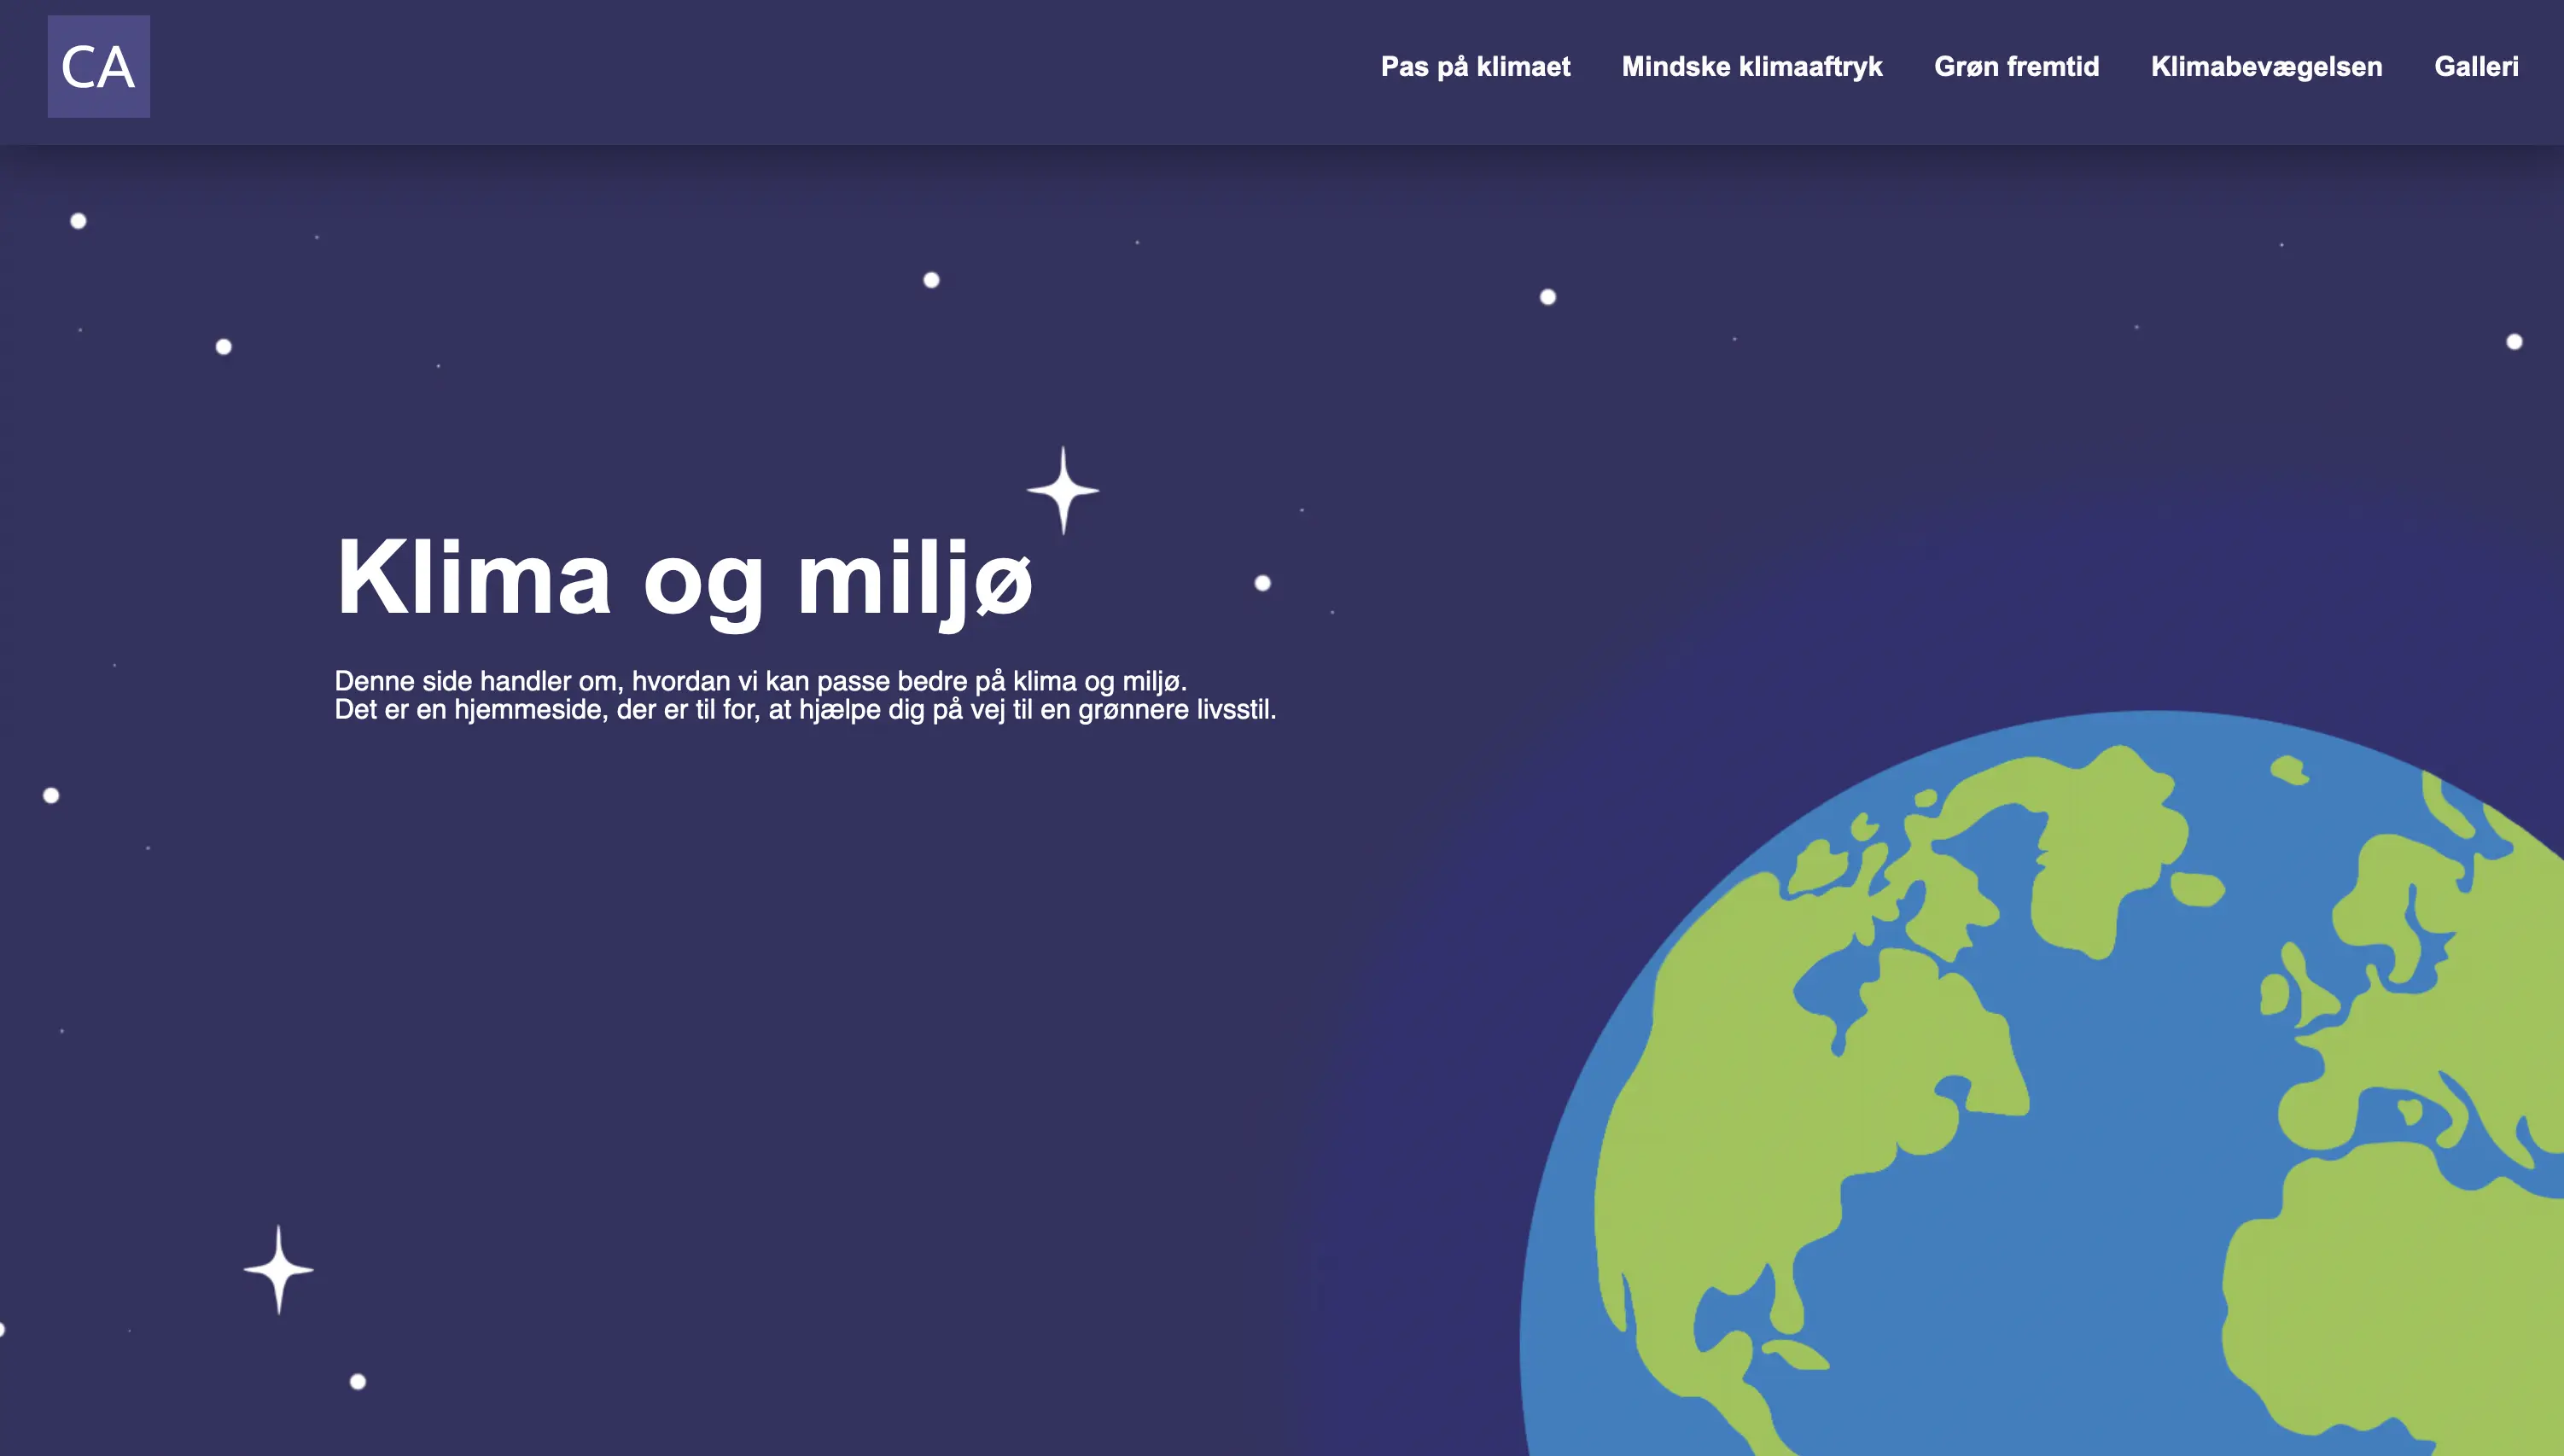 CA
Pas på klimaet Mindske klimaaftryk Grøn fremtid Klimabevægelsen Galleri
Klima og miljø
Denne side handler om, hvordan vi kan passe bedre på klima og miljø.
Det er en hjemmeside, der er til for, at hjælpe dig på vej til en grønnere livsstil.